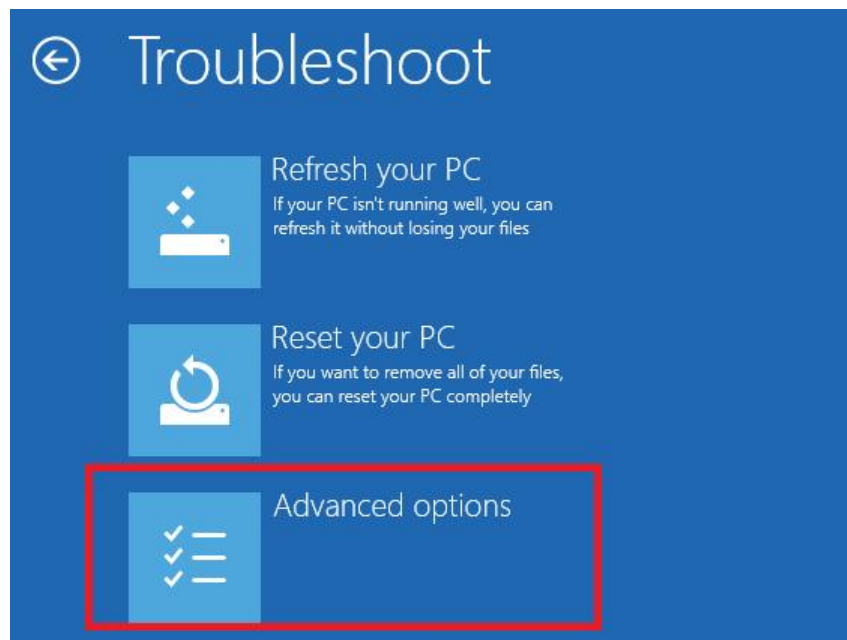 Troubleshoot
Refresh your PC
If your PC isn't running well, you can
refresh it without losing your files
Reset your PC
If you want to remove all of your files,
you can reset your PC completely
Advanced options